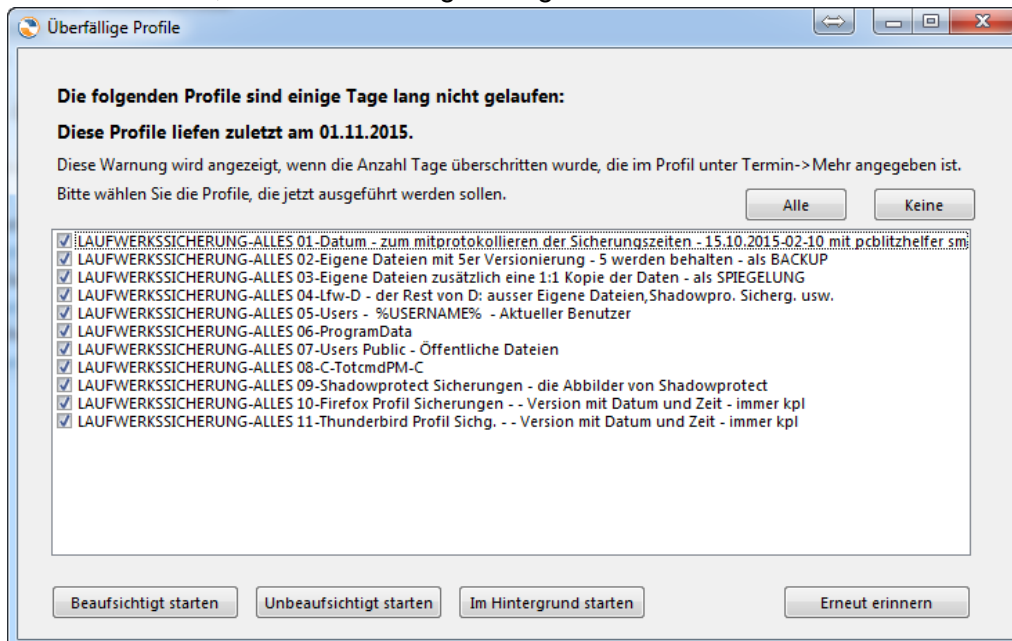 Überfällige Profile
Die folgenden Profile sind einige Tage lang nicht gelaufen:
Diese Profile liefen zuletzt am 01.11.2015.
Diese Warnung wird angezeigt, wenn die Anzahl Tage überschritten wurde, die im Profil unter Termin->Mehr angegeben ist.
Bitte wählen Sie die Profile, die jetzt ausgeführt werden sollen.
Alle
Keine
LAUFWERKSSICHERUNG-ALLES 01-Datum - zum mitprotokollieren der Sicherungszeiten - 15.10.2015-02-10 mit pcblitzhelfer
LAUFWERKSSICHERUNG-ALLES 02-Eigene Dateien mit 5er Versionierung - 5 werden behalten - als BACKUP
LAUFWERKSSICHERUNG-ALLES 03-Eigene Dateien zusätzlich eine 1:1 Kopie der Daten - als SPIEGELUNG
LAUFWERKSSICHERUNG-ALLES 04-Lfw-D - der Rest von D: ausser Eigene Dateien,Shadowpro. Sicherg. usw.
LAUFWERKSSICHERUNG-ALLES 05-Users - %USERNAME% - Aktueller Benutzer
LAUFWERKSSICHERUNG-ALLES 06-ProgramData
LAUFWERKSSICHERUNG-ALLES 07-Users Public - Öffentliche Dateien
LAUFWERKSSICHERUNG-ALLES 08-C-TotcmdPM-C
LAUFWERKSSICHERUNG-ALLES 09-Shadowprotect Sicherungen - die Abbilder von Shadowprotect
LAUFWERKSSICHERUNG-ALLES 10-Firefox Profil Sicherungen - - Version mit Datum und Zeit - immer kpl
LAUFWERKSSICHERUNG-ALLES 11-Thunderbird Profil Sichg. - - Version mit Datum und Zeit - immer kpl
Beaufsichtigt starten
Unbeaufsichtigt starten
Im Hintergrund starten
Erneut erinnern